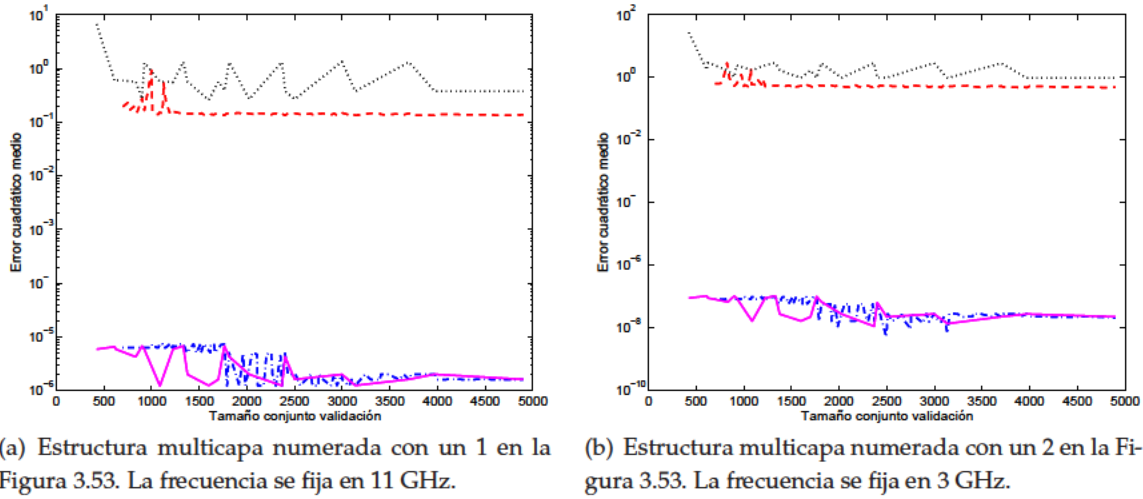 10^1
10^0
10^-1
10^-2
10^-
10^-
10^-5
10^-6
0 500 1000 1500 2000 2500 3000 3500 4000 4500 5000
Tamaño conjunto validación
Error cuadrático medio
10^2
10^0
10^-2
10^-4
10^-6
10^-8
10^-10
0 500 1000 1500 2000 2500 3000 3500 4000 4500 5000
Tamaño conjunto validación
Error cuadrático medio
(a) Estructura multicapa numerada con un 1 en la
Figura 3.53. La frecuencia se fija en 11 GHz.
(b) Estructura multicapa numerada con un 2 en la Fi-
gura 3.53. La frecuencia se fija en 3 GHz.